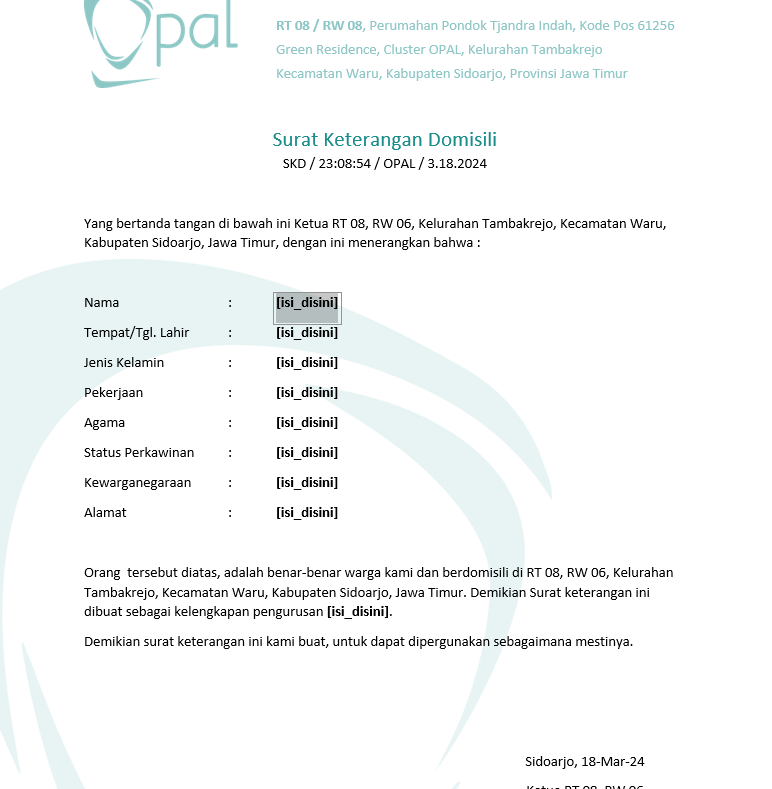 Opal
RT 08 / RW 08, Perumahan Pondok Tjandra Indah, Kode Pos 61256
Green Residence, Cluster OPAL, Kelurahan Tambakrejo
Kecamatan Waru, Kabupaten Sidoarjo, Provinsi Jawa Timur
Surat Keterangan Domisili
SKD / 23:08:54 / OPAL / 3.18.2024
Yang bertanda tangan di bawah ini Ketua RT 08, RW 06, Kelurahan Tambakrejo, Kecamatan Waru,
Kabupaten Sidoarjo, Jawa Timur, dengan ini menerangkan bahwa :
Nama : [isi_disini]
Tempat/Tgl. Lahir : [isi_disini]
Jenis Kelamin : [isi_disini]
Pekerjaan : [isi_disini]
Agama : [isi_disini]
Status Perkawinan : [isi_disini]
Kewarganegaraan : [isi_disini]
Alamat : [isi_disini]
Orang  tersebut diatas, adalah benar-benar warga kami dan berdomisili di RT 08, RW 06, Kelurahan
Tambakrejo, Kecamatan Waru, Kabupaten Sidoarjo, Jawa Timur. Demikian Surat keterangan ini
dibuat sebagai kelengkapan pengurusan [isi_disini].
Demikian surat keterangan ini kami buat, untuk dapat dipergunakan sebagaimana mestinya.
Sidoarjo, 18-Mar-24
Ketua RT 08, RW 06